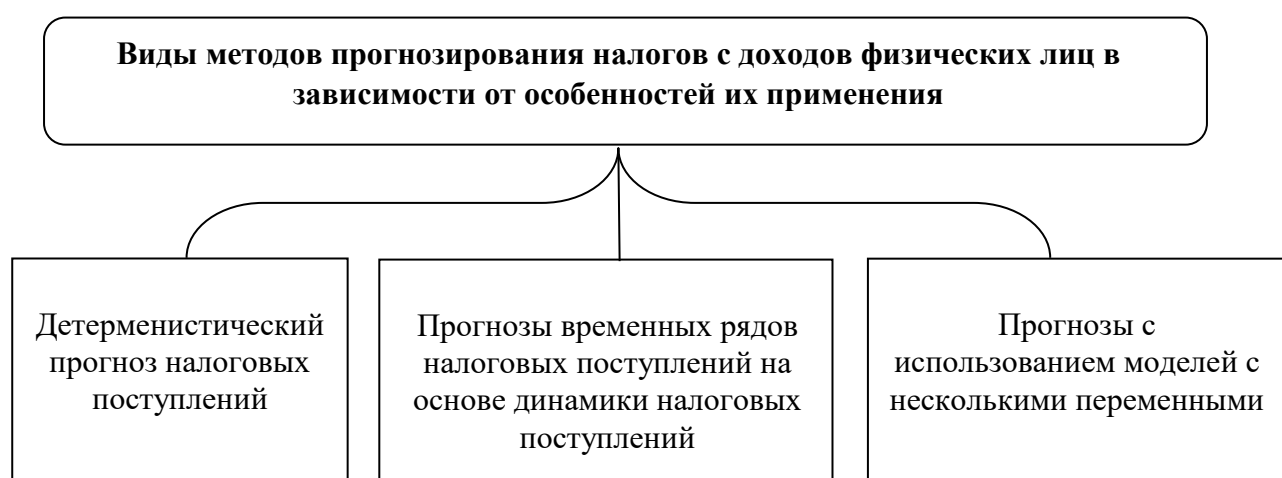 Виды методов прогнозирования налогов с доходов физических лиц в
зависимости от особенностей их применения
Детерменистический
прогноз налоговых
поступлений
Прогнозы временных рядов
налоговых поступлений на
основе динамики налоговых
поступлений
Прогнозы с
использованием моделей с
несколькими переменными